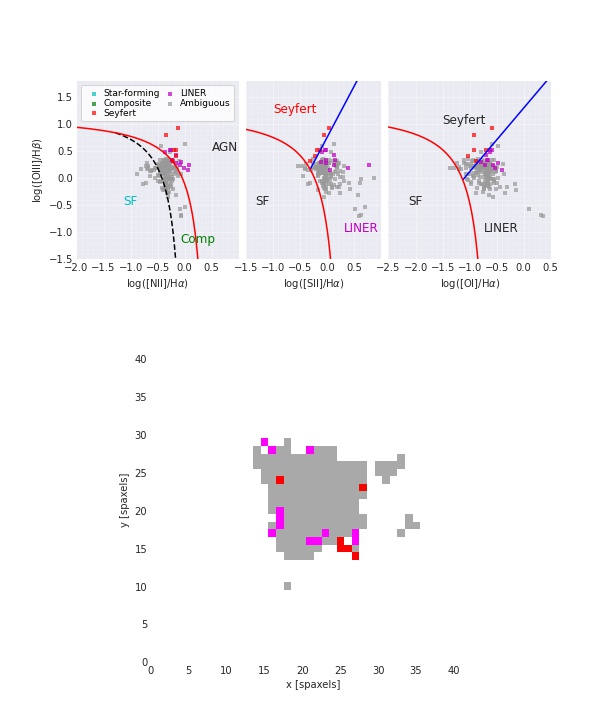 Star-forming LINER
Composite Ambiguous
Seyfert
Seyfert
Seyfert
AGN
SF
SF
SF
Comp
LINER
LINER
1.5
1.0
0.5
0.0
−0.5
−1.0
−1.5
log([OIII]/Hβ)
−2.0 −1.5 −1.0 −0.5 0.0 0.5
−1.0 −0.5 0.0 0.5
−2.5 −2.0 −1.5 −1.0 −0.5 0.0 0.5
log([NII]/Hα)
log([SII]/Hα)
log([OI]/Hα)
40
35
30
25
20
15
10
5
0
y [spaxels]
0 5 10 15 20 25 30 35 40
x [spaxels]